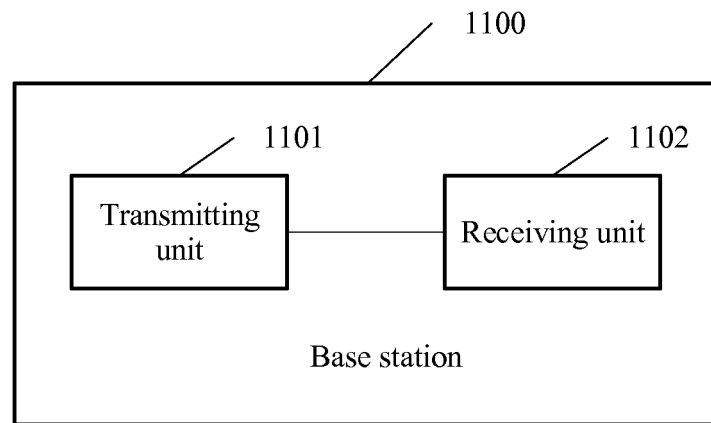 1100
1101
1102
Transmitting
unit
Receiving unit
Base station